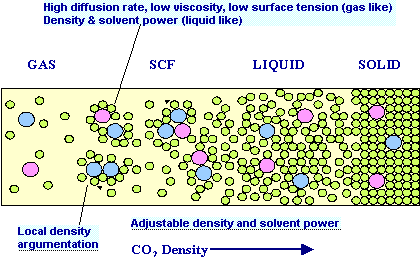 High diffusion rate, low viscosity, low surface tension (gas like)
Density & solvent power (liquid like)
GAS SCF LIQUID SOLID
Local density
argumentation
Adjustable density and solvent power
CO, Density